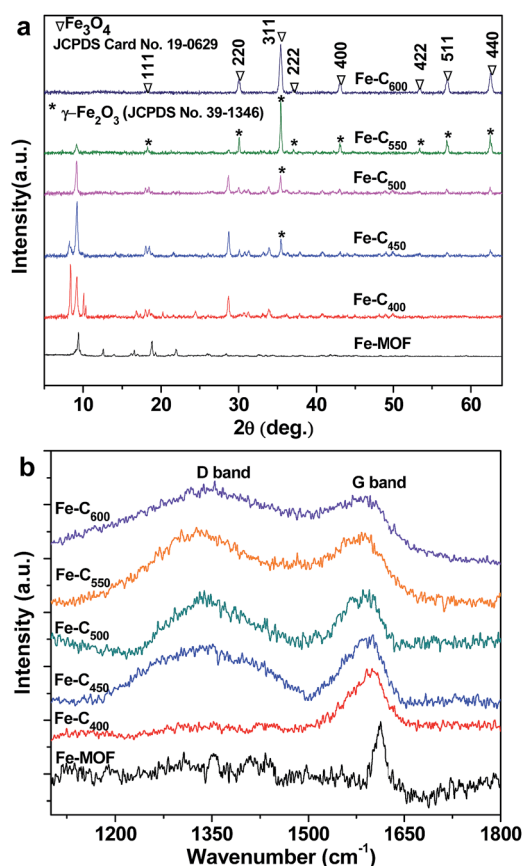 a
▽Fe₃O₄
JCPDS Card No. 19-0629
111
220
311
222
400
422
511
440
Fe-C₆₀₀
* γ-Fe₂O₃ (JCPDS No. 39-1346)
Fe-C₅₅₀
Fe-C₅₀₀
Fe-C₄₅₀
Fe-C₄₀₀
Fe-MOF
Intensity(a.u.)
10 20 30 40 50 60
2θ (deg.)
b
D band G band
Fe-C₆₀₀
Fe-C₅₅₀
Fe-C₅₀₀
Fe-C₄₅₀
Fe-C₄₀₀
Fe-MOF
Intensity (a.u.)
1200 1350 1500 1650 1800
Wavenumber (cm⁻¹)